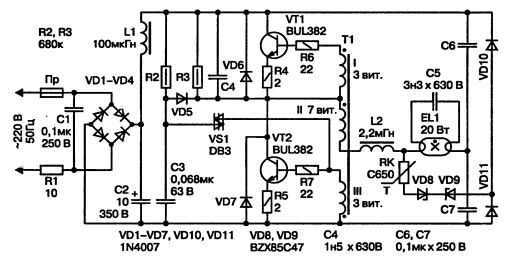 R2, R3
680к
L1
100мкГн
VT1
BUL382
T1
R6
22
I
3 вит.
C6
VD10
Пр
VD1–VD4
R2
R3
C4
VD6
R4
2
VD5
II 7 вит.
C5
3н3 x 630 В
~220 В
50Гц
C1
0,1мк
250 В
VS1
DB3
VT2
BUL382
L2
2,2мГн
EL1
20 Вт
R1
10
C2 +
10
350 В
C3
0,068мк
63 В
VD7
R5
2
R7
22
III
3 вит.
RK
C650
T
VD8
VD9
VD11
C7
VD1–VD7, VD10, VD11
1N4007
VD8, VD9
BZX85C47
C4
1н5 x 630В
C6, C7
0,1мк x 250 В